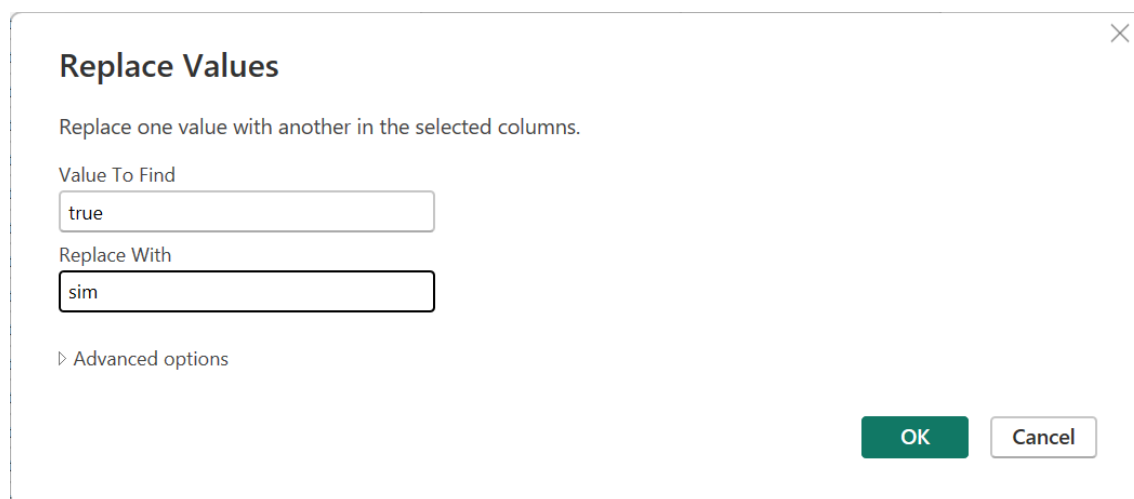 Replace Values
Replace one value with another in the selected columns.
Value To Find
true
Replace With
sim
Advanced options
OK Cancel